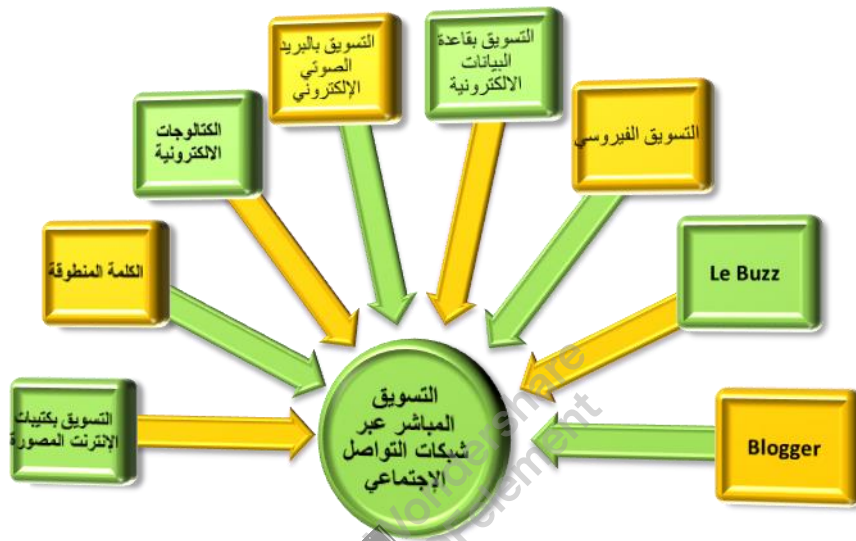 التسويق بقاعدة
البيانات
الالكترونية
التسويق بالبريد
الصوتي
الإلكتروني
التسويق الفيروسي
الكتالوجات
الالكترونية
Le Buzz
الكلمة المنطوقة
Blogger
التسويق بكتيبات
الإنترنت المصورة
التسويق
المباشر عبر
شبكات التواصل
الإجتماعي
Wondershare